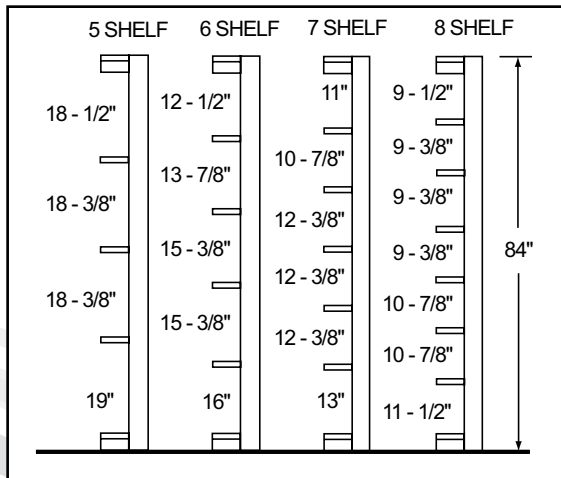 5 SHELF
6 SHELF
7 SHELF
8 SHELF
18 - 1/2"
18 - 3/8"
18 - 3/8"
19"
12 - 1/2"
13 - 7/8"
15 - 3/8"
15 - 3/8"
16"
11"
10 - 7/8"
12 - 3/8"
12 - 3/8"
12 - 3/8"
13"
9 - 1/2"
9 - 3/8"
9 - 3/8"
9 - 3/8"
10 - 7/8"
10 - 7/8"
11 - 1/2"
84"